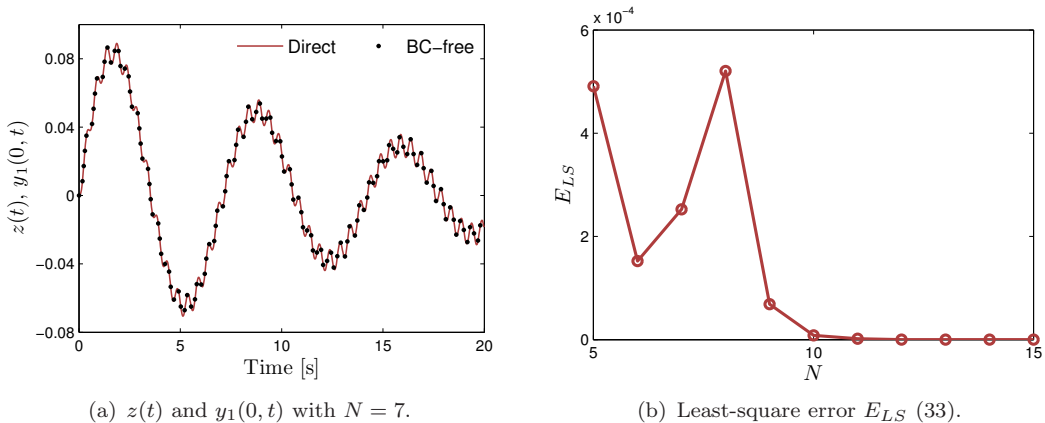 0.08
0.04
0
−0.04
−0.08
z(t), y₁(0, t)
Direct
BC−free
0 5 10 15 20
Time [s]
(a) z(t) and y₁(0, t) with N = 7.
x 10⁻⁴
6
4
2
0
E_LS
5 10 15
N
(b) Least-square error E_LS (33).